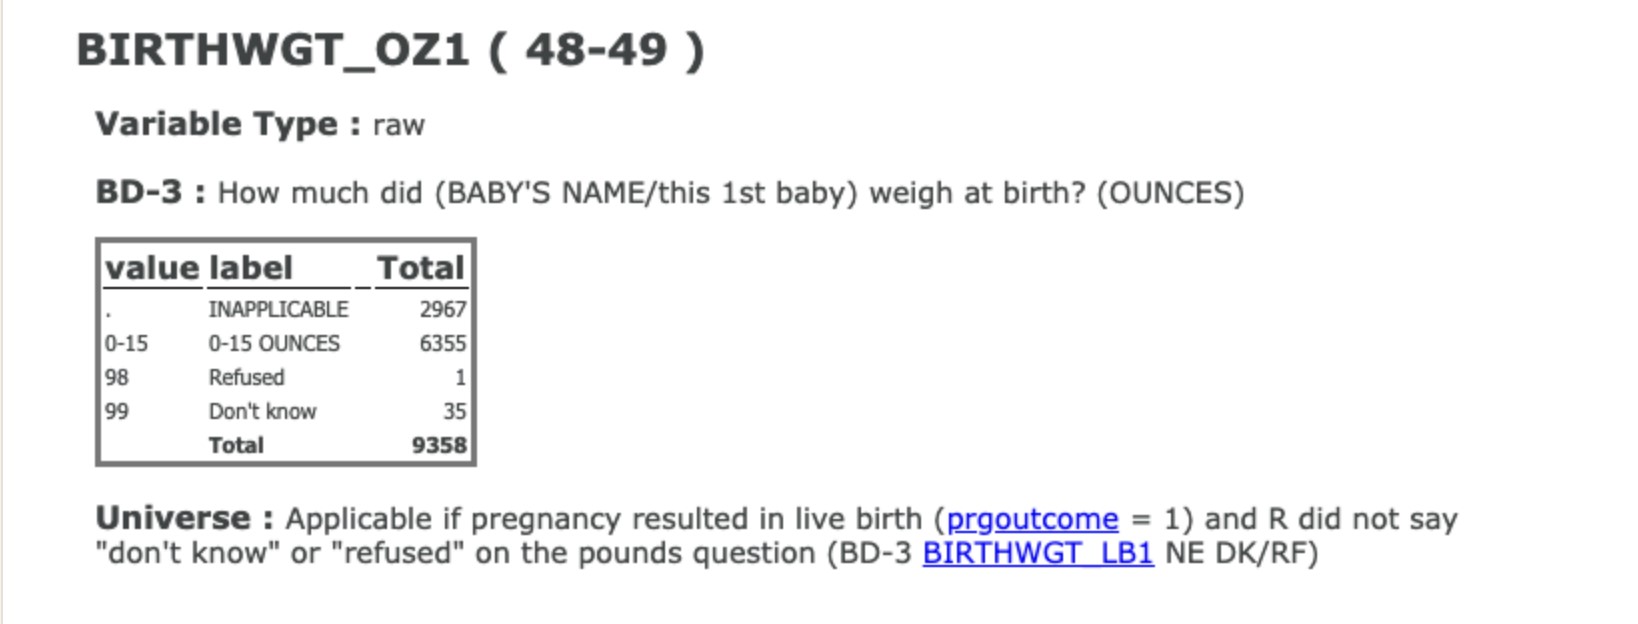 BIRTHWGT_OZ1 ( 48-49 )
Variable Type : raw
BD-3 : How much did (BABY'S NAME/this 1st baby) weigh at birth? (OUNCES)
value label Total
. INAPPLICABLE 2967
0-15 0-15 OUNCES 6355
98 Refused 1
99 Don't know 35
Total 9358
Universe : Applicable if pregnancy resulted in live birth (prgoutcome = 1) and R did not say
"don't know" or "refused" on the pounds question (BD-3 BIRTHWGT_LB1 NE DK/RF)